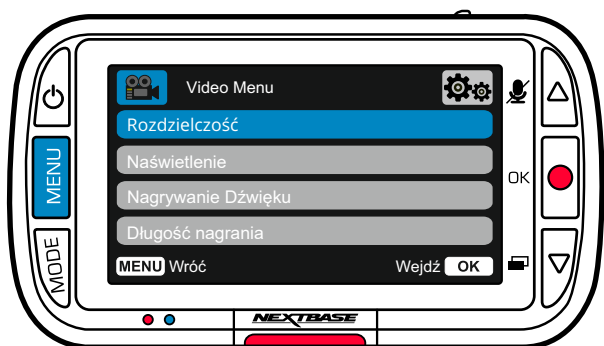 Video Menu
Rozdzielczość
Naświetlenie
MENU
OK
Nagrywanie Dźwięku
Długość nagrania
MODE
MENU Wróć
Wejdź OK
NEXTBASE